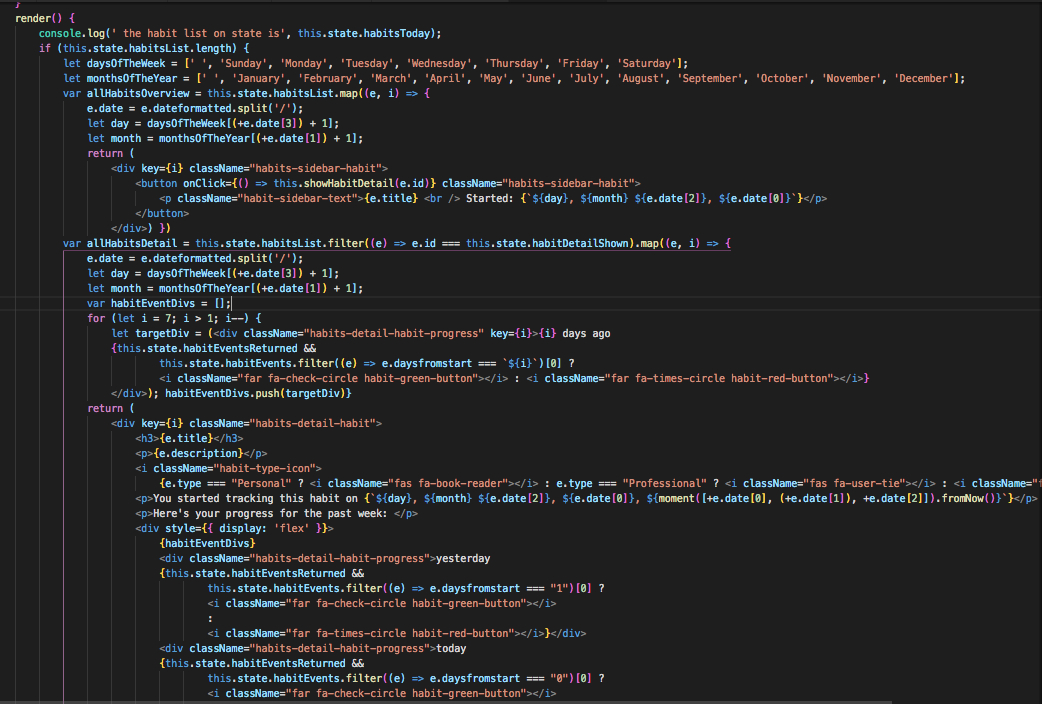 }
render() {
    console.log(' the habit list on state is', this.state.habitsToday);
    if (this.state.habitsList.length) {
        let daysOfTheWeek = [' ', 'Sunday', 'Monday', 'Tuesday', 'Wednesday', 'Thursday', 'Friday', 'Saturday'];
        let monthsOfTheYear = [' ', 'January', 'February', 'March', 'April', 'May', 'June', 'July', 'August', 'September', 'October', 'November', 'December'];
        var allHabitsOverview = this.state.habitsList.map((e, i) => {
            e.date = e.dateformatted.split('/');
            let day = daysOfTheWeek[(+e.date[3]) + 1];
            let month = monthsOfTheYear[(+e.date[1]) + 1];
            return (
                <div key={i} className="habits-sidebar-habit">
                    <button onClick={() => this.showHabitDetail(e.id)} className="habits-sidebar-habit">
                        <p className="habit-sidebar-text">{e.title} <br /> Started: {`${day}, ${month} ${e.date[2]}, ${e.date[0]}`}</p>
                    </button>
                </div>) })
        var allHabitsDetail = this.state.habitsList.filter((e) => e.id === this.state.habitDetailShown).map((e, i) => {
            e.date = e.dateformatted.split('/');
            let day = daysOfTheWeek[(+e.date[3]) + 1];
            let month = monthsOfTheYear[(+e.date[1]) + 1];
            var habitEventDivs = [];
            for (let i = 7; i > 1; i--) {
                let targetDiv = (<div className="habits-detail-habit-progress" key={i}>{i} days ago
                {this.state.habitEventsReturned &&
                        this.state.habitEvents.filter((e) => e.daysfromstart === `${i}`)[0] ?
                        <i className="far fa-check-circle habit-green-button"></i> : <i className="far fa-times-circle habit-red-button"></i>}
                </div>); habitEventDivs.push(targetDiv)}
            return (
                <div key={i} className="habits-detail-habit">
                    <h3>{e.title}</h3>
                    <p>{e.description}</p>
                    <i className="habit-type-icon">
                        {e.type === "Personal" ? <i className="fas fa-book-reader"></i> : e.type === "Professional" ? <i className="fas fa-user-tie"></i> : <i className="f
                    <p>You started tracking this habit on {`${day}, ${month} ${e.date[2]}, ${e.date[0]}, ${moment([+e.date[0], (+e.date[1]), +e.date[2]]).fromNow()}`}</p>
                    <p>Here's your progress for the past week: </p>
                    <div style={{ display: 'flex' }}>
                        {habitEventDivs}
                        <div className="habits-detail-habit-progress">yesterday
                        {this.state.habitEventsReturned &&
                                this.state.habitEvents.filter((e) => e.daysfromstart === "1")[0] ?
                                <i className="far fa-check-circle habit-green-button"></i>
                                :
                                <i className="far fa-times-circle habit-red-button"></i>}</div>
                        <div className="habits-detail-habit-progress">today
                        {this.state.habitEventsReturned &&
                                this.state.habitEvents.filter((e) => e.daysfromstart === "0")[0] ?
                                <i className="far fa-check-circle habit-green-button"></i>